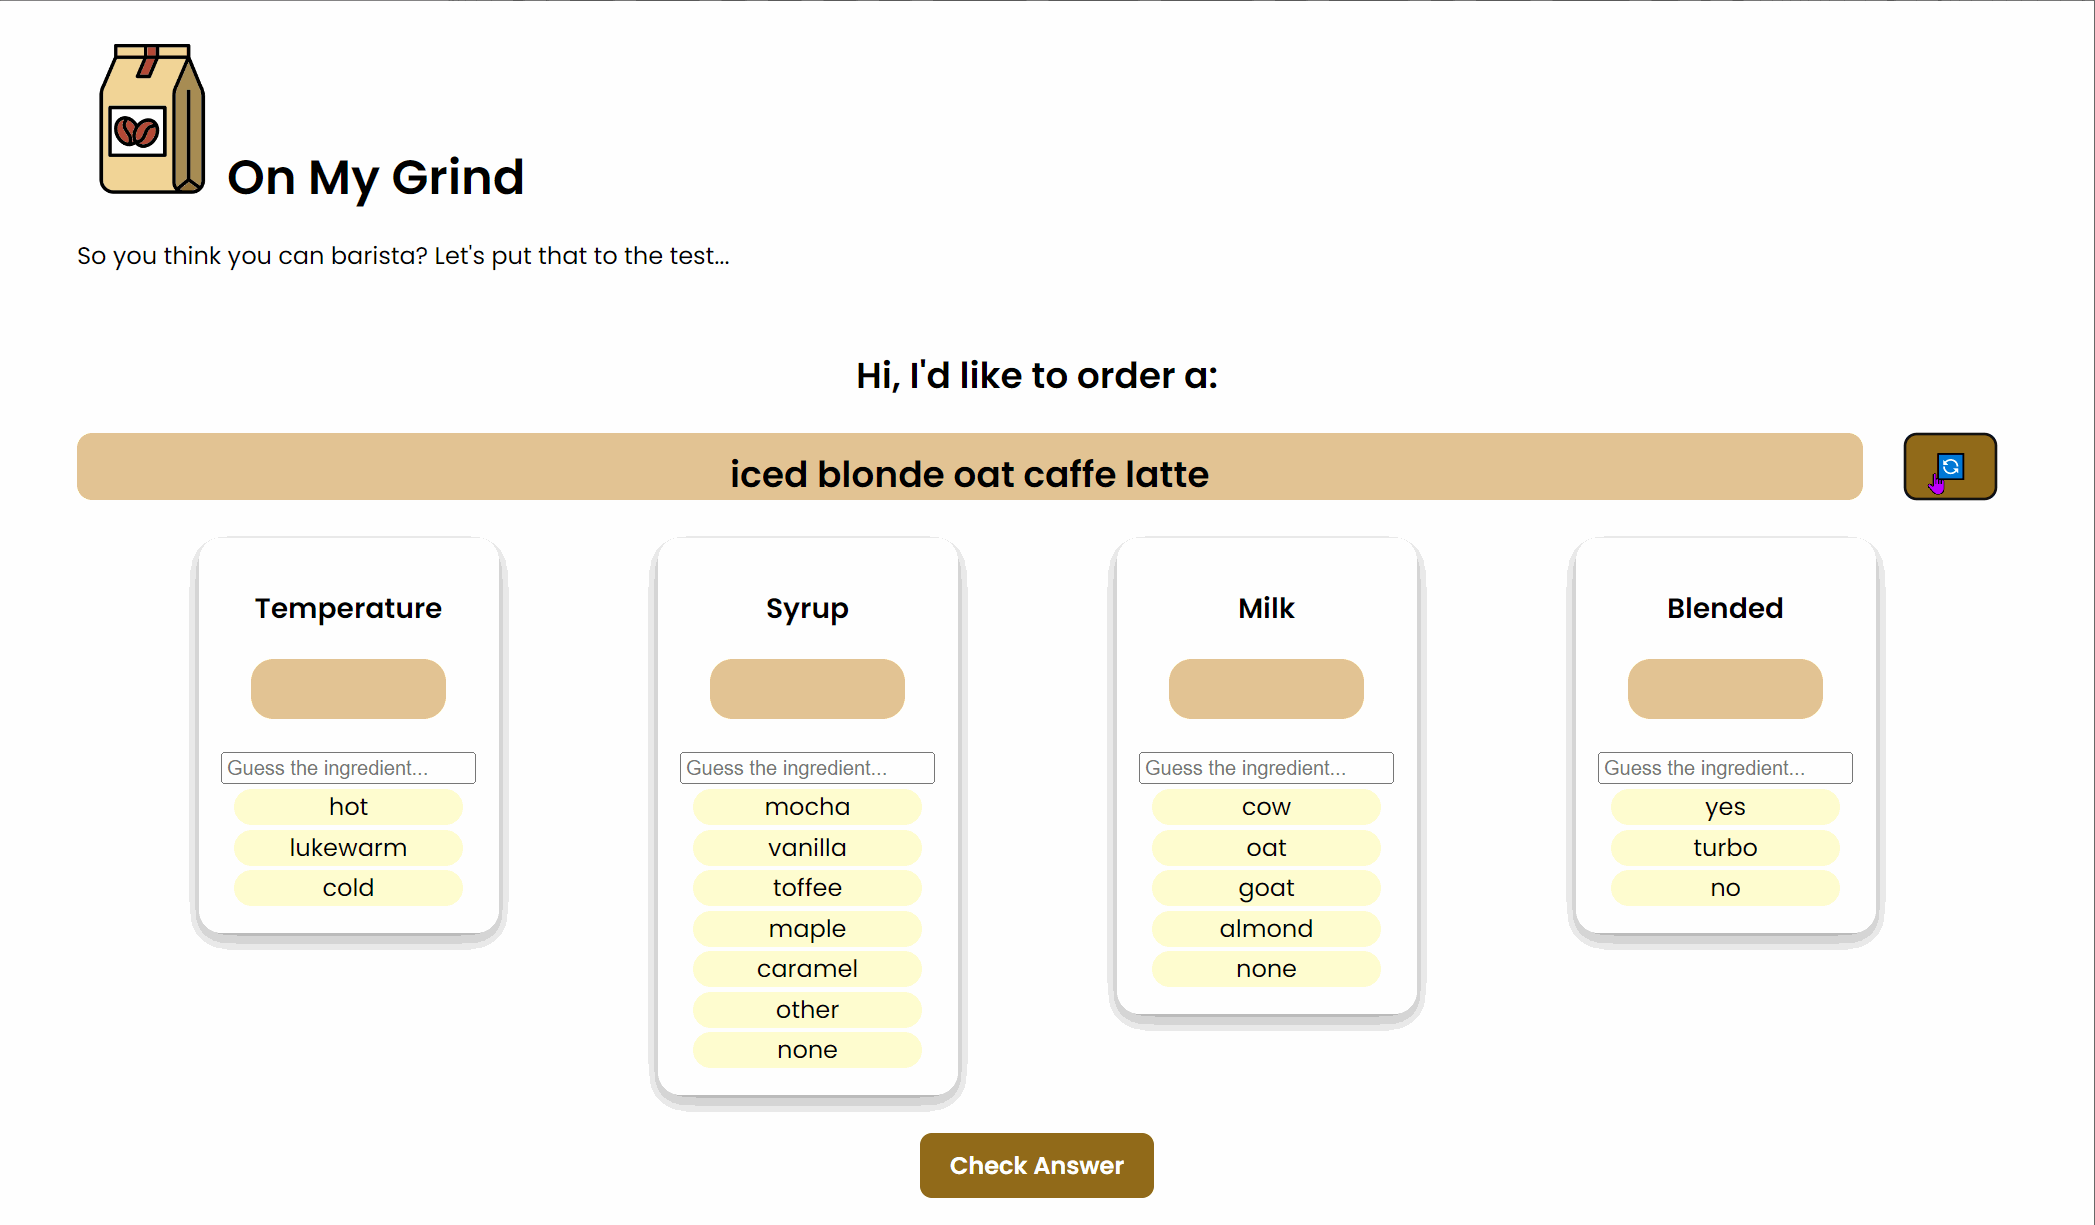 On My Grind
So you think you can barista? Let's put that to the test...
Hi, I'd like to order a:
iced blonde oat caffe latte
Temperature
Guess the ingredient...
hot
lukewarm
cold
Syrup
Guess the ingredient...
mocha
vanilla
toffee
maple
caramel
other
none
Milk
Guess the ingredient...
cow
oat
goat
almond
none
Blended
Guess the ingredient...
yes
turbo
no
Check Answer